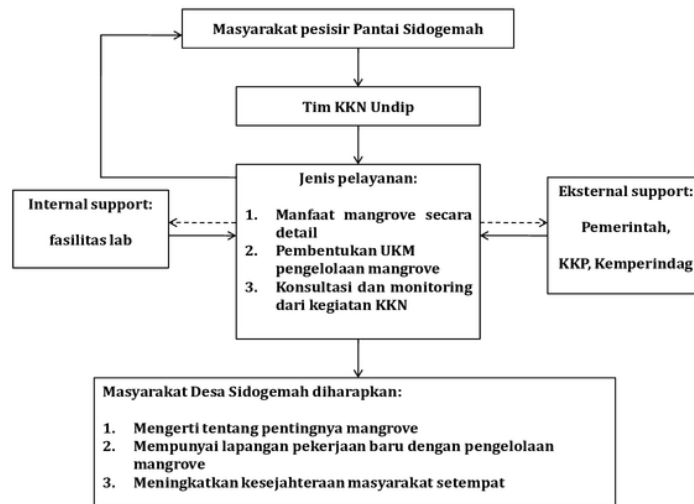 Masyarakat pesisir Pantai Sidogemah
Tim KKN Undip
Jenis pelayanan:
1. Manfaat mangrove secara
detail
2. Pembentukan UKM
pengelolaan mangrove
3. Konsultasi dan monitoring
dari kegiatan KKN
Internal support:
fasilitas lab
Eksternal support:
Pemerintah,
KKP, Kemperindag
Masyarakat Desa Sidogemah diharapkan:
1. Mengerti tentang pentingnya mangrove
2. Mempunyai lapangan pekerjaan baru dengan pengelolaan
mangrove
3. Meningkatkan kesejahteraan masyarakat setempat